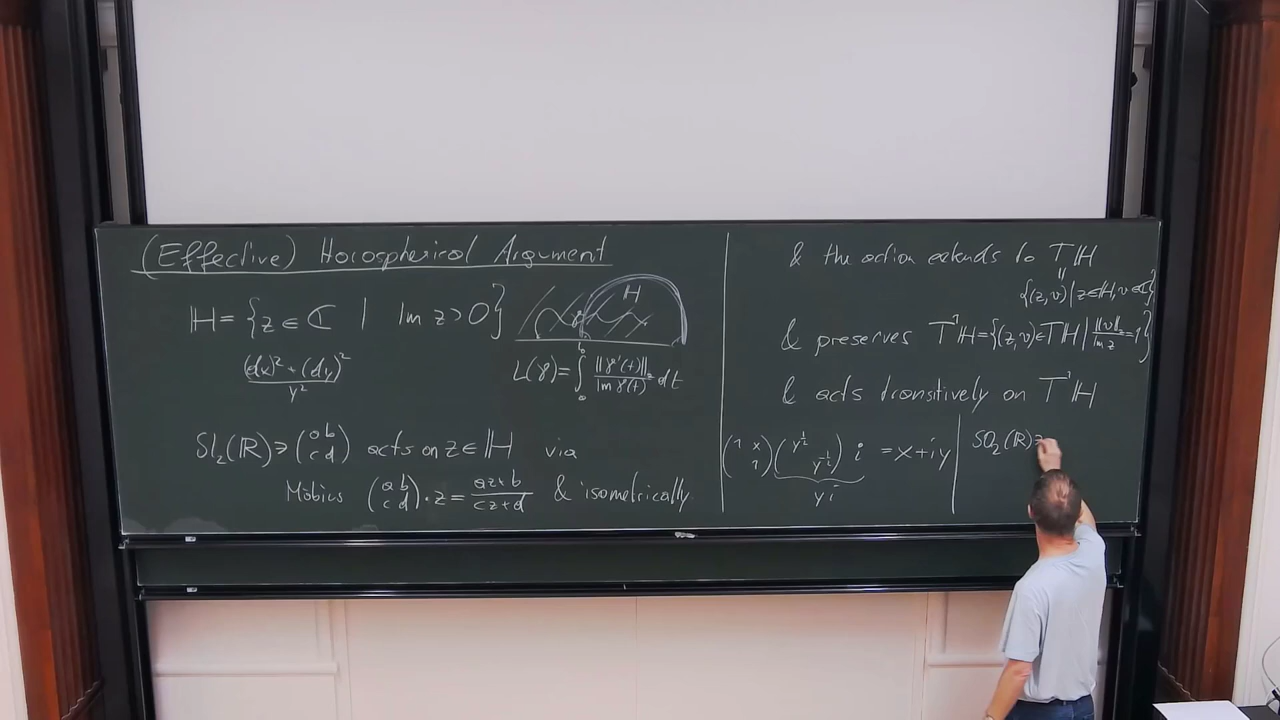 (Effective) Horospherical Argument
ℍ = {z ∈ ℂ | Im z > 0}
ℍ
(dx)² + (dy)² / y²
L(γ) = ∫ ‖γ'(t)‖₂ / Im γ(t) dt
SL₂(ℝ) ∋ (a b; c d) acts on z ∈ ℍ via
Möbius (a b; c d) · z = (az+b)/(cz+d) & isometrically.
& the action extends to Tℍ
‖
{(z,v) | z ∈ ℍ, v ∈ ℂ}
& preserves T¹ℍ = {(z,v) ∈ Tℍ | ‖v‖₂ / Im z = 1}
& acts transitively on T¹ℍ
(1 x; 1) (y^{1/2}; y^{-1/2}) i = x + iy
yi
SO₂(ℝ) ∋